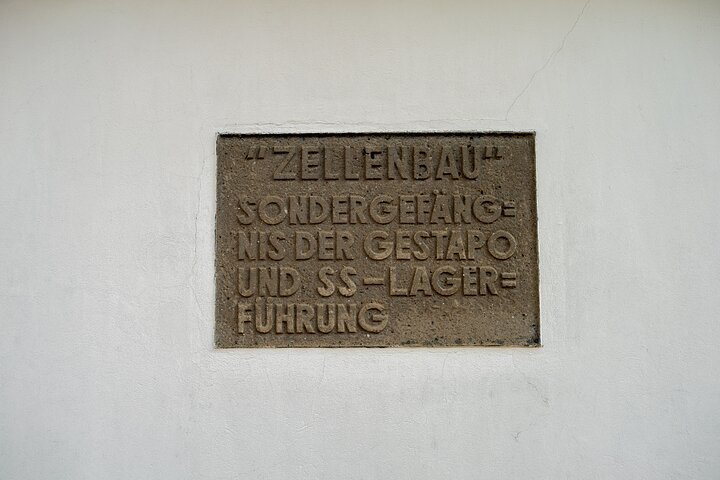 "ZELLENBAU"
SONDERGEFÄNG=
NIS DER GESTAPO
UND SS-LAGER=
FÜHRUNG